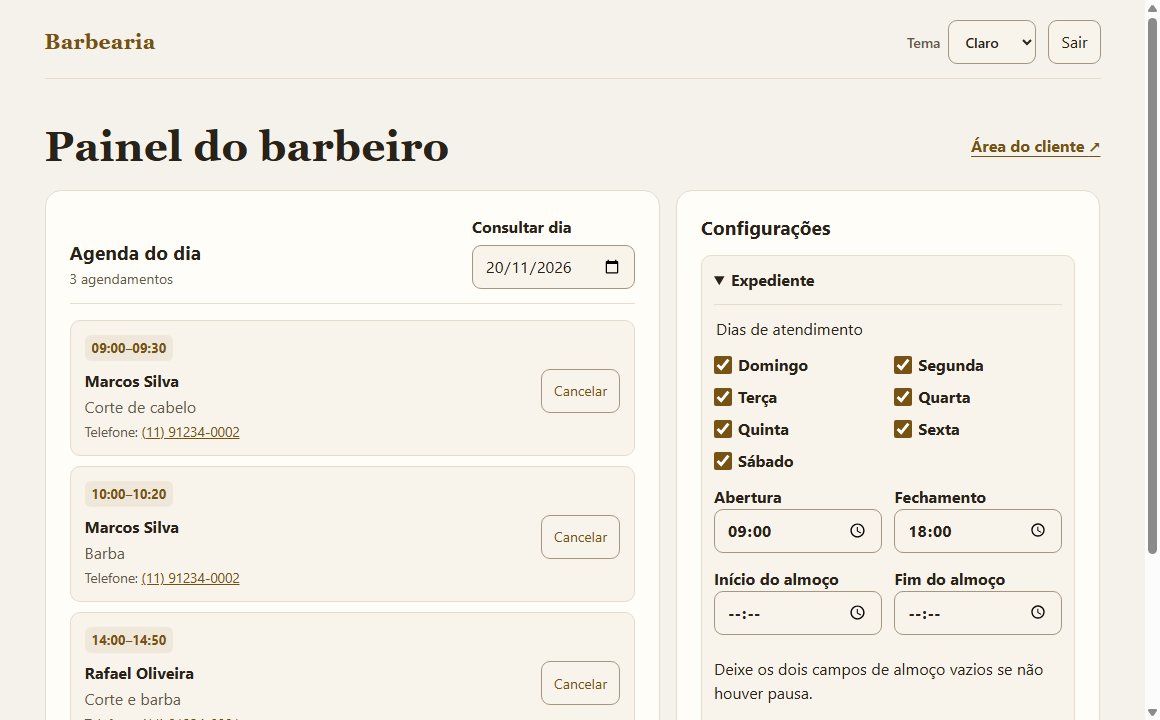 Barbearia
Tema
Claro
Sair
Painel do barbeiro
Área do cliente ↗
Agenda do dia
3 agendamentos
Consultar dia
20/11/2026
09:00–09:30
Marcos Silva
Corte de cabelo
Telefone: (11) 91234-0002
Cancelar
10:00–10:20
Marcos Silva
Barba
Telefone: (11) 91234-0002
Cancelar
14:00–14:50
Rafael Oliveira
Corte e barba
Cancelar
Configurações
▼ Expediente
Dias de atendimento
Domingo
Segunda
Terça
Quarta
Quinta
Sexta
Sábado
Abertura
Fechamento
09:00
18:00
Início do almoço
Fim do almoço
--:--
--:--
Deixe os dois campos de almoço vazios se não
houver pausa.